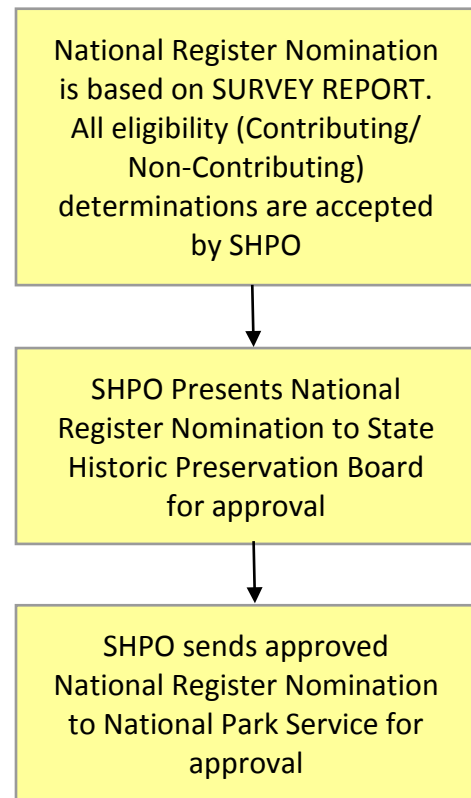 National Register Nomination
is based on SURVEY REPORT.
All eligibility (Contributing/
Non-Contributing)
determinations are accepted
by SHPO
SHPO Presents National
Register Nomination to State
Historic Preservation Board
for approval
SHPO sends approved
National Register Nomination
to National Park Service for
approval